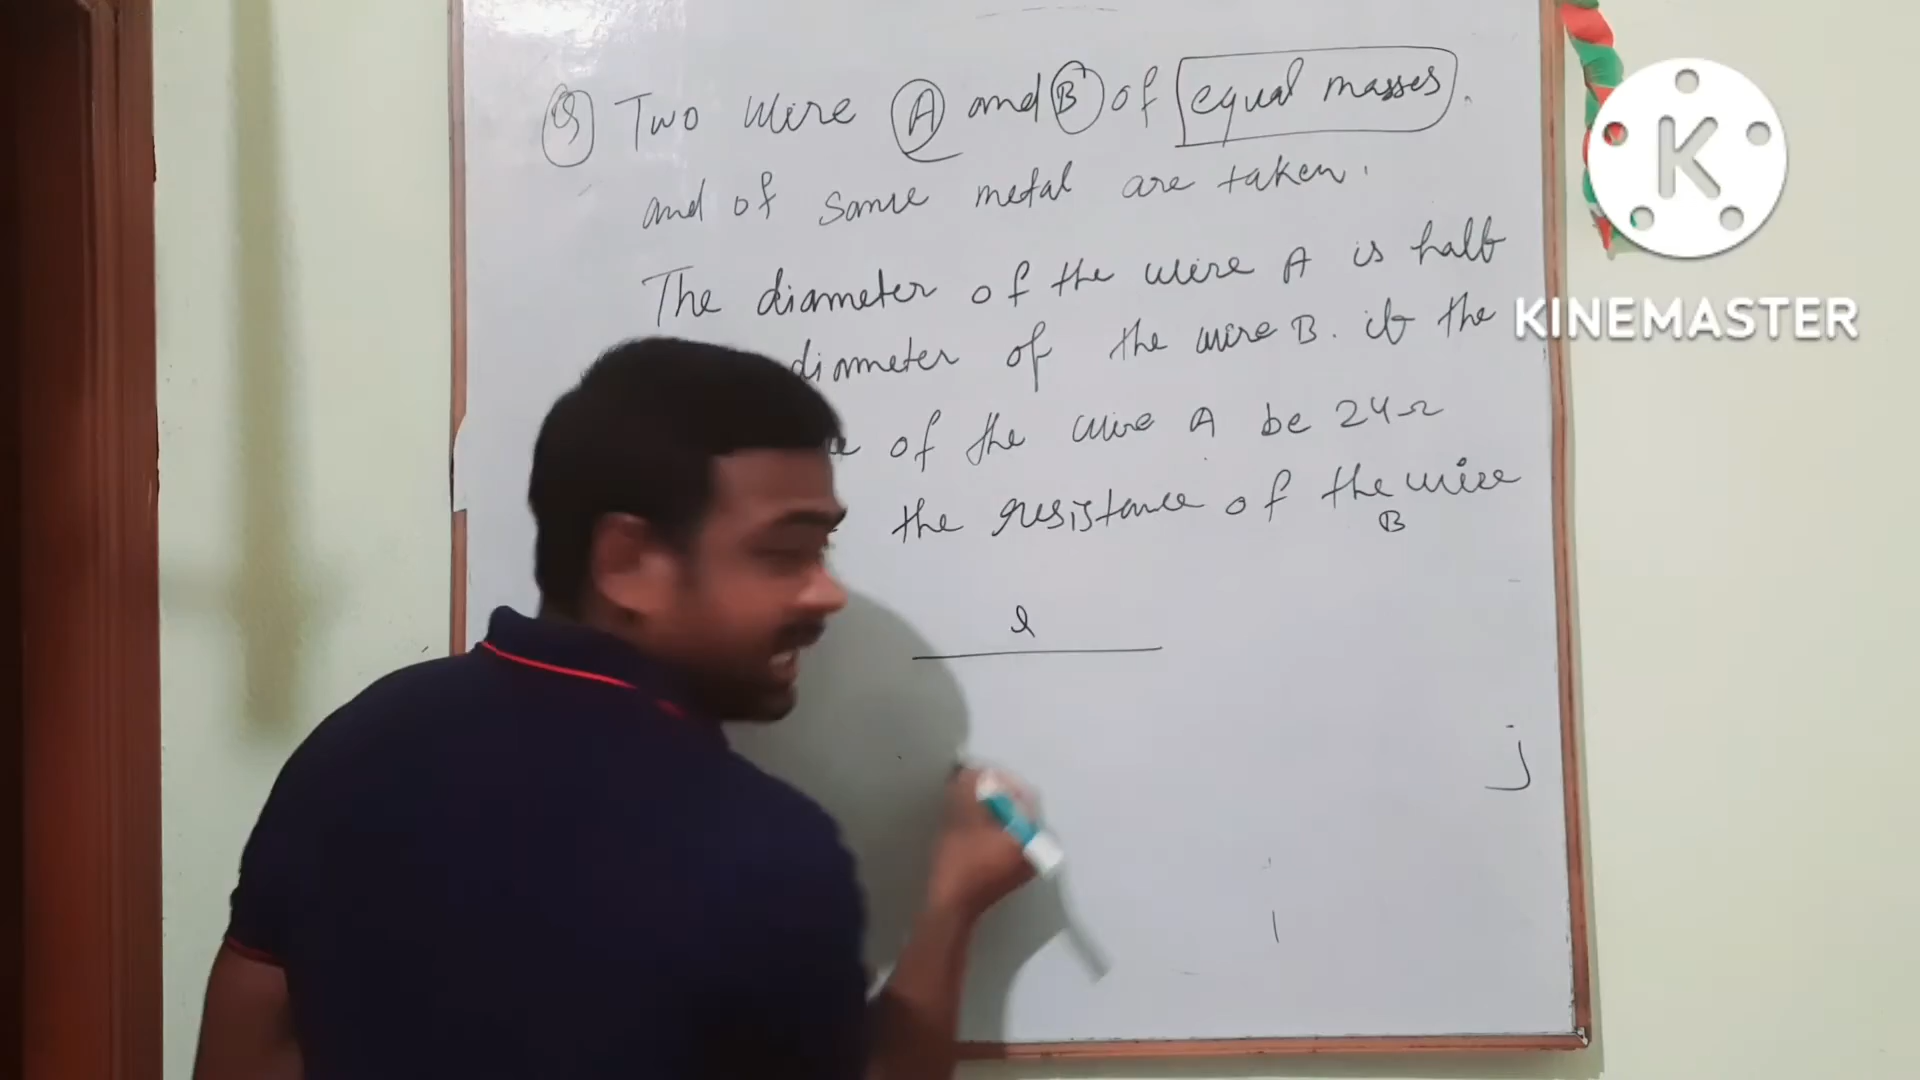 Q Two Wire A and B of equal masses.
and of same metal are taken.
The diameter of the wire A is half
diameter of the wire B. if the
of the wire A be 24Ω
the resistance of the wire
B
l
K
KINEMASTER